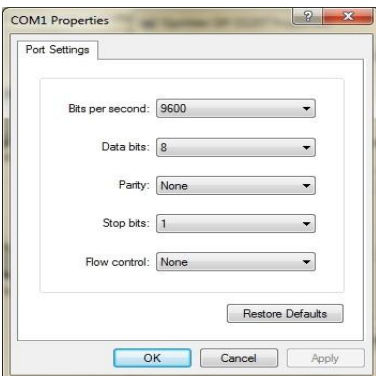 COM1 Properties
Port Settings
Bits per second: 9600
Data bits: 8
Parity: None
Stop bits: 1
Flow control: None
Restore Defaults
OK Cancel Apply